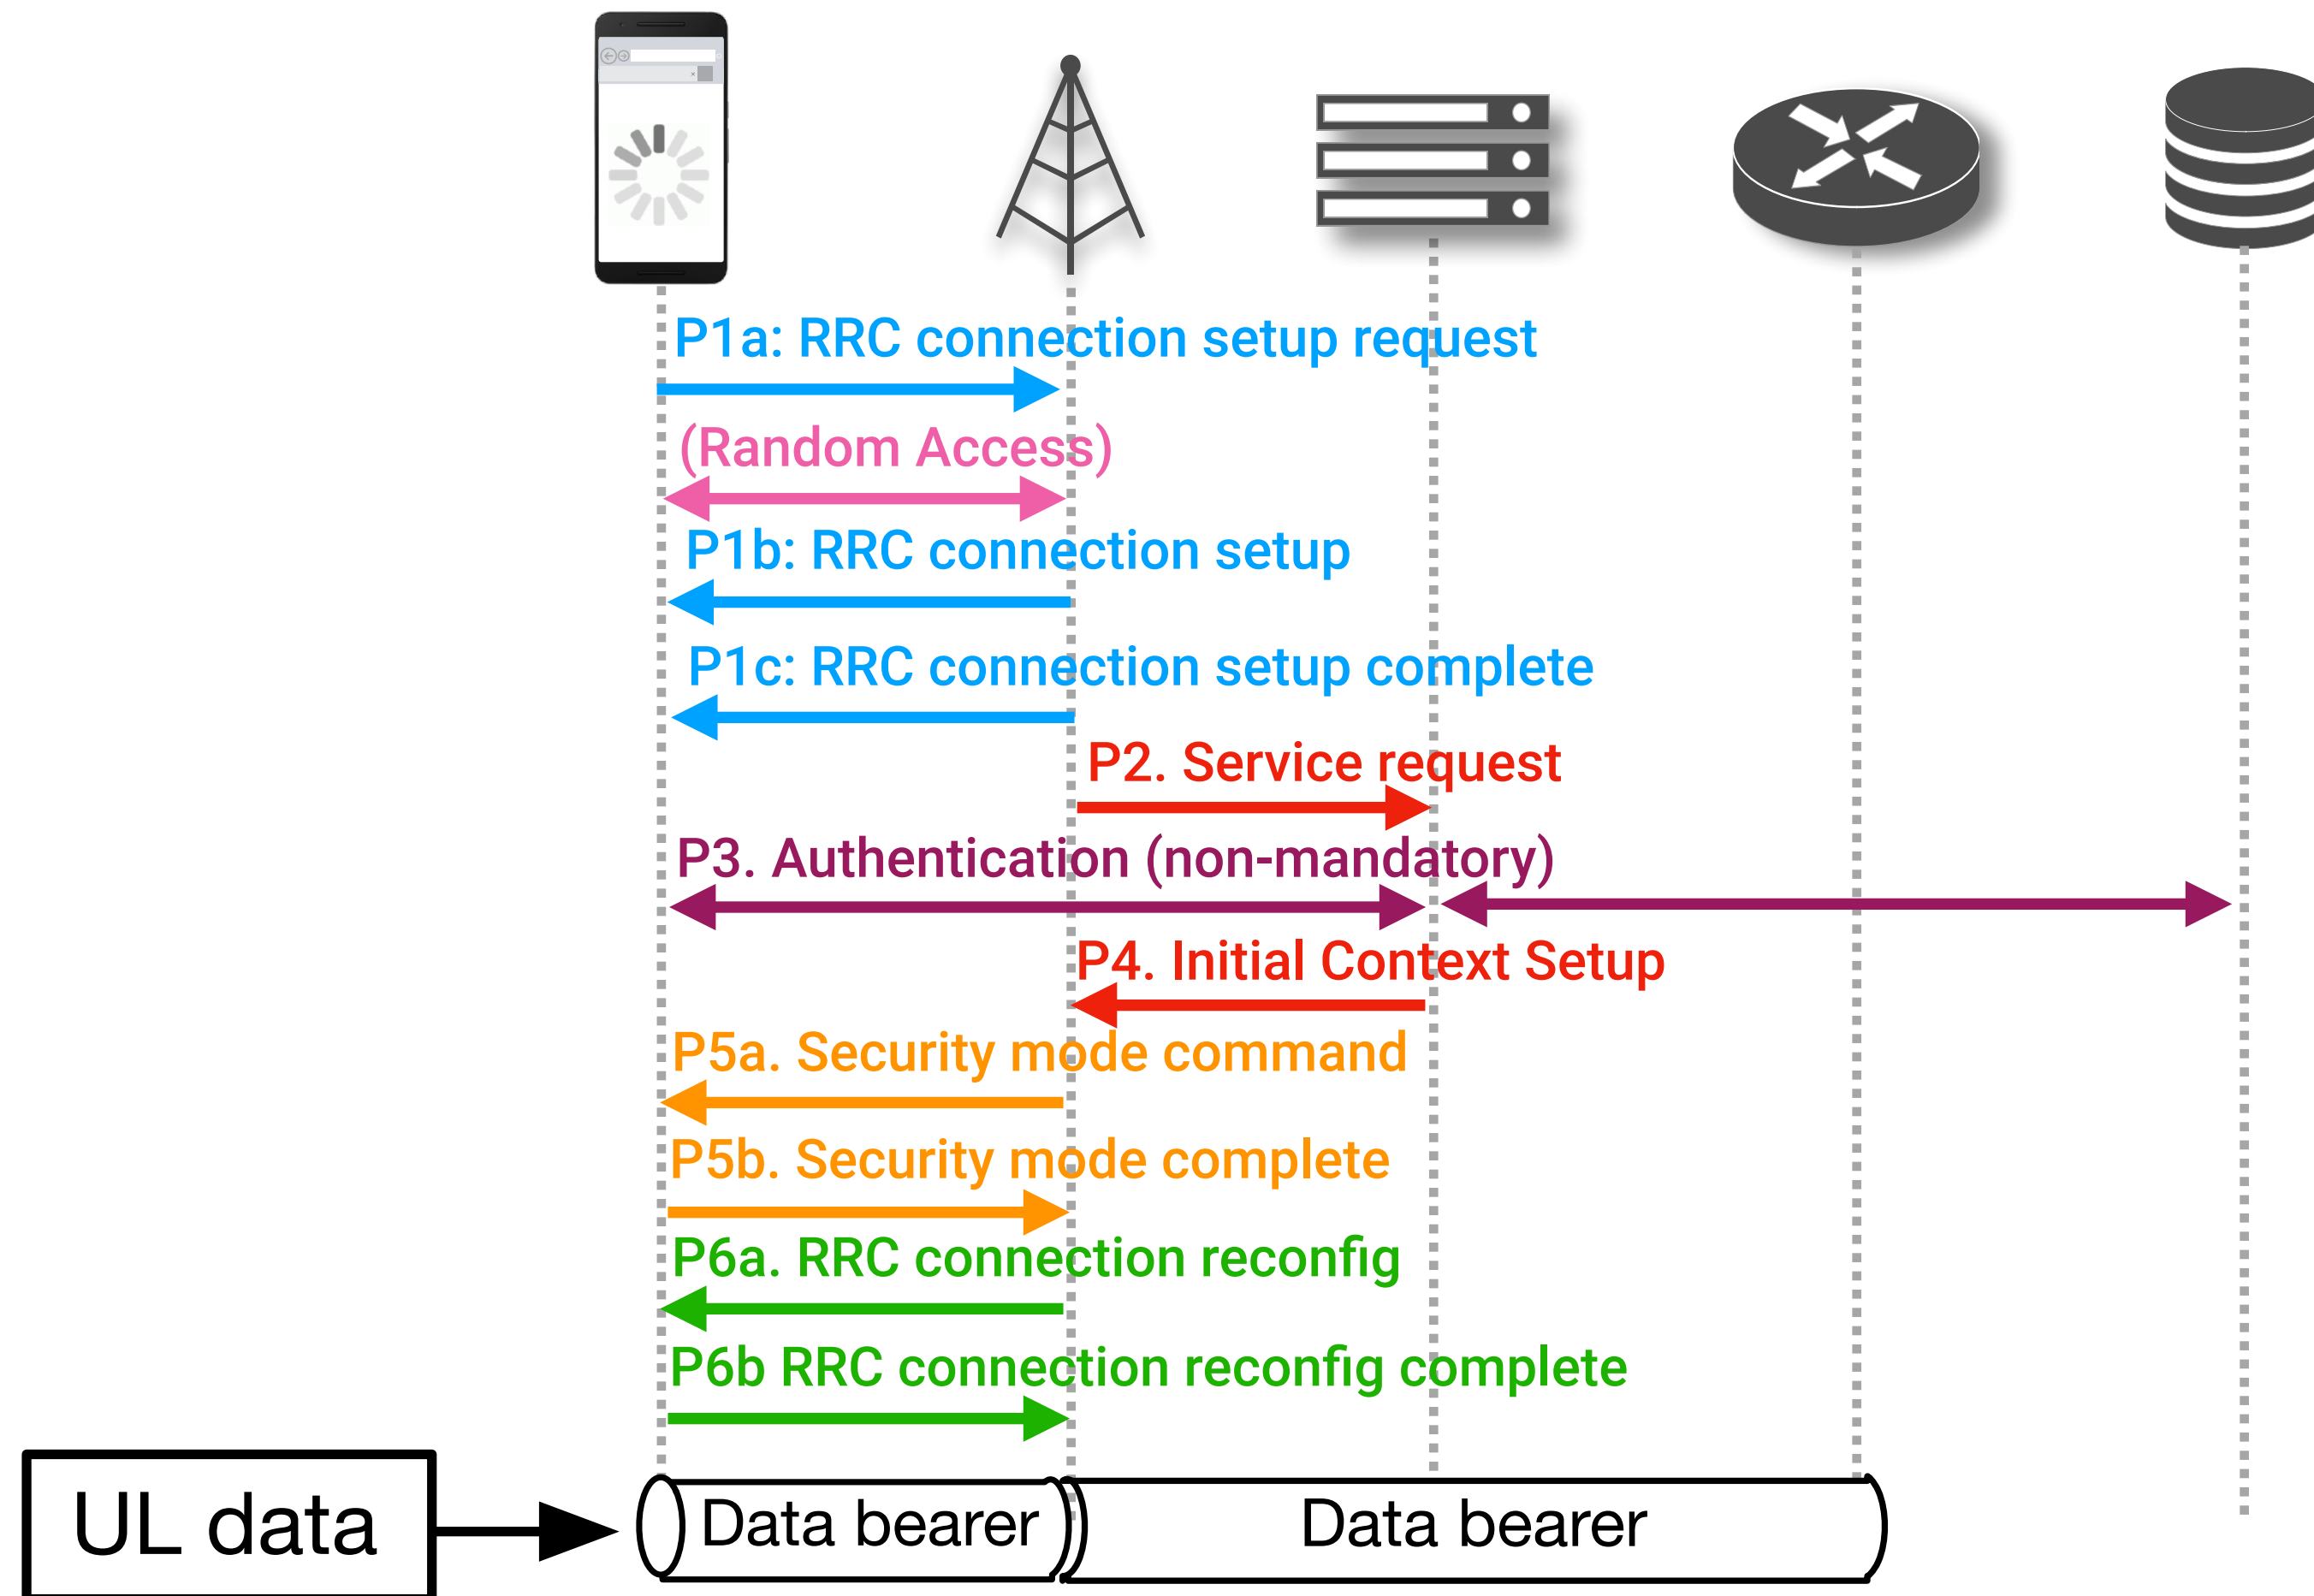 P1a: RRC connection setup request
(Random Access)
P1b: RRC connection setup
P1c: RRC connection setup complete
P2. Service request
P3. Authentication (non-mandatory)
P4. Initial Context Setup
P5a. Security mode command
P5b. Security mode complete
P6a. RRC connection reconfig
P6b RRC connection reconfig complete
UL data
Data bearer
Data bearer